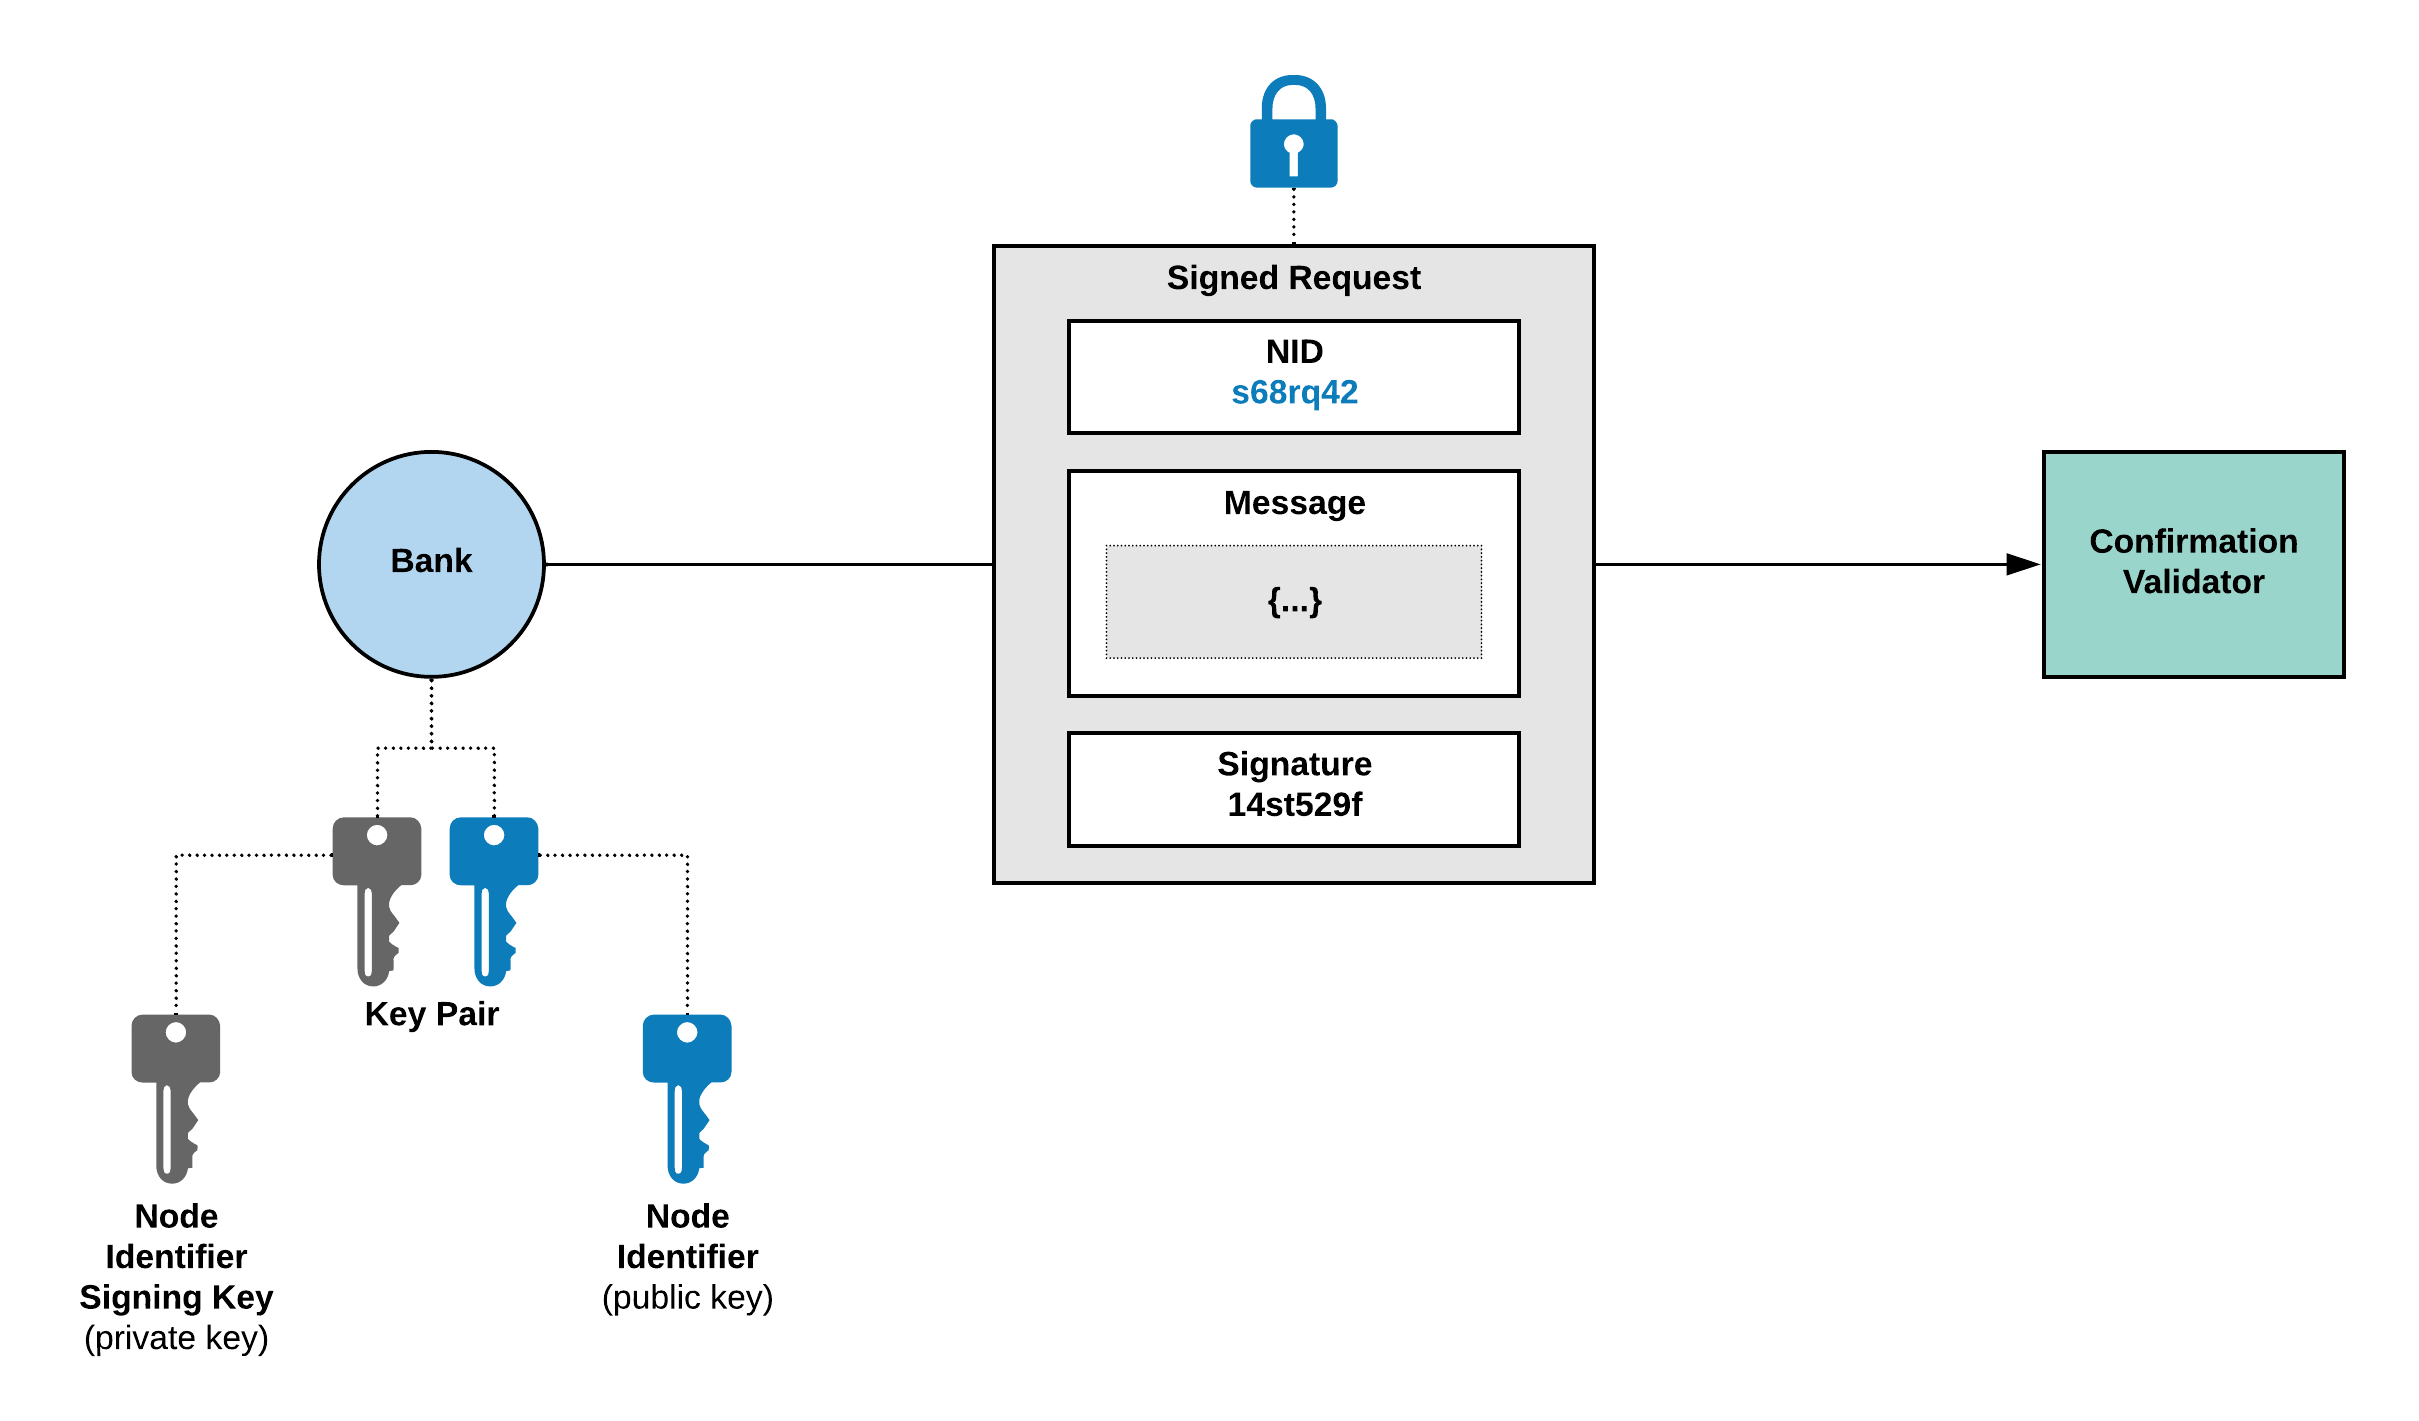 Signed Request
NID
s68rq42
Message
{...}
Signature
14st529f
Bank
Confirmation
Validator
Key Pair
Node
Identifier
Signing Key
(private key)
Node
Identifier
(public key)